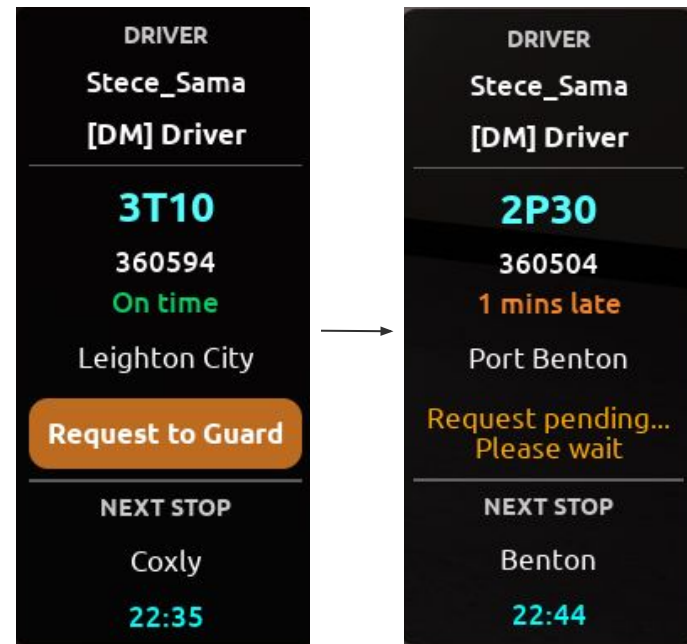 DRIVER
Stece_Sama
[DM] Driver
3T10
360594
On time
Leighton City
Request to Guard
NEXT STOP
Coxly
22:35
DRIVER
Stece_Sama
[DM] Driver
2P30
360504
1 mins late
Port Benton
Request pending...
Please wait
NEXT STOP
Benton
22:44